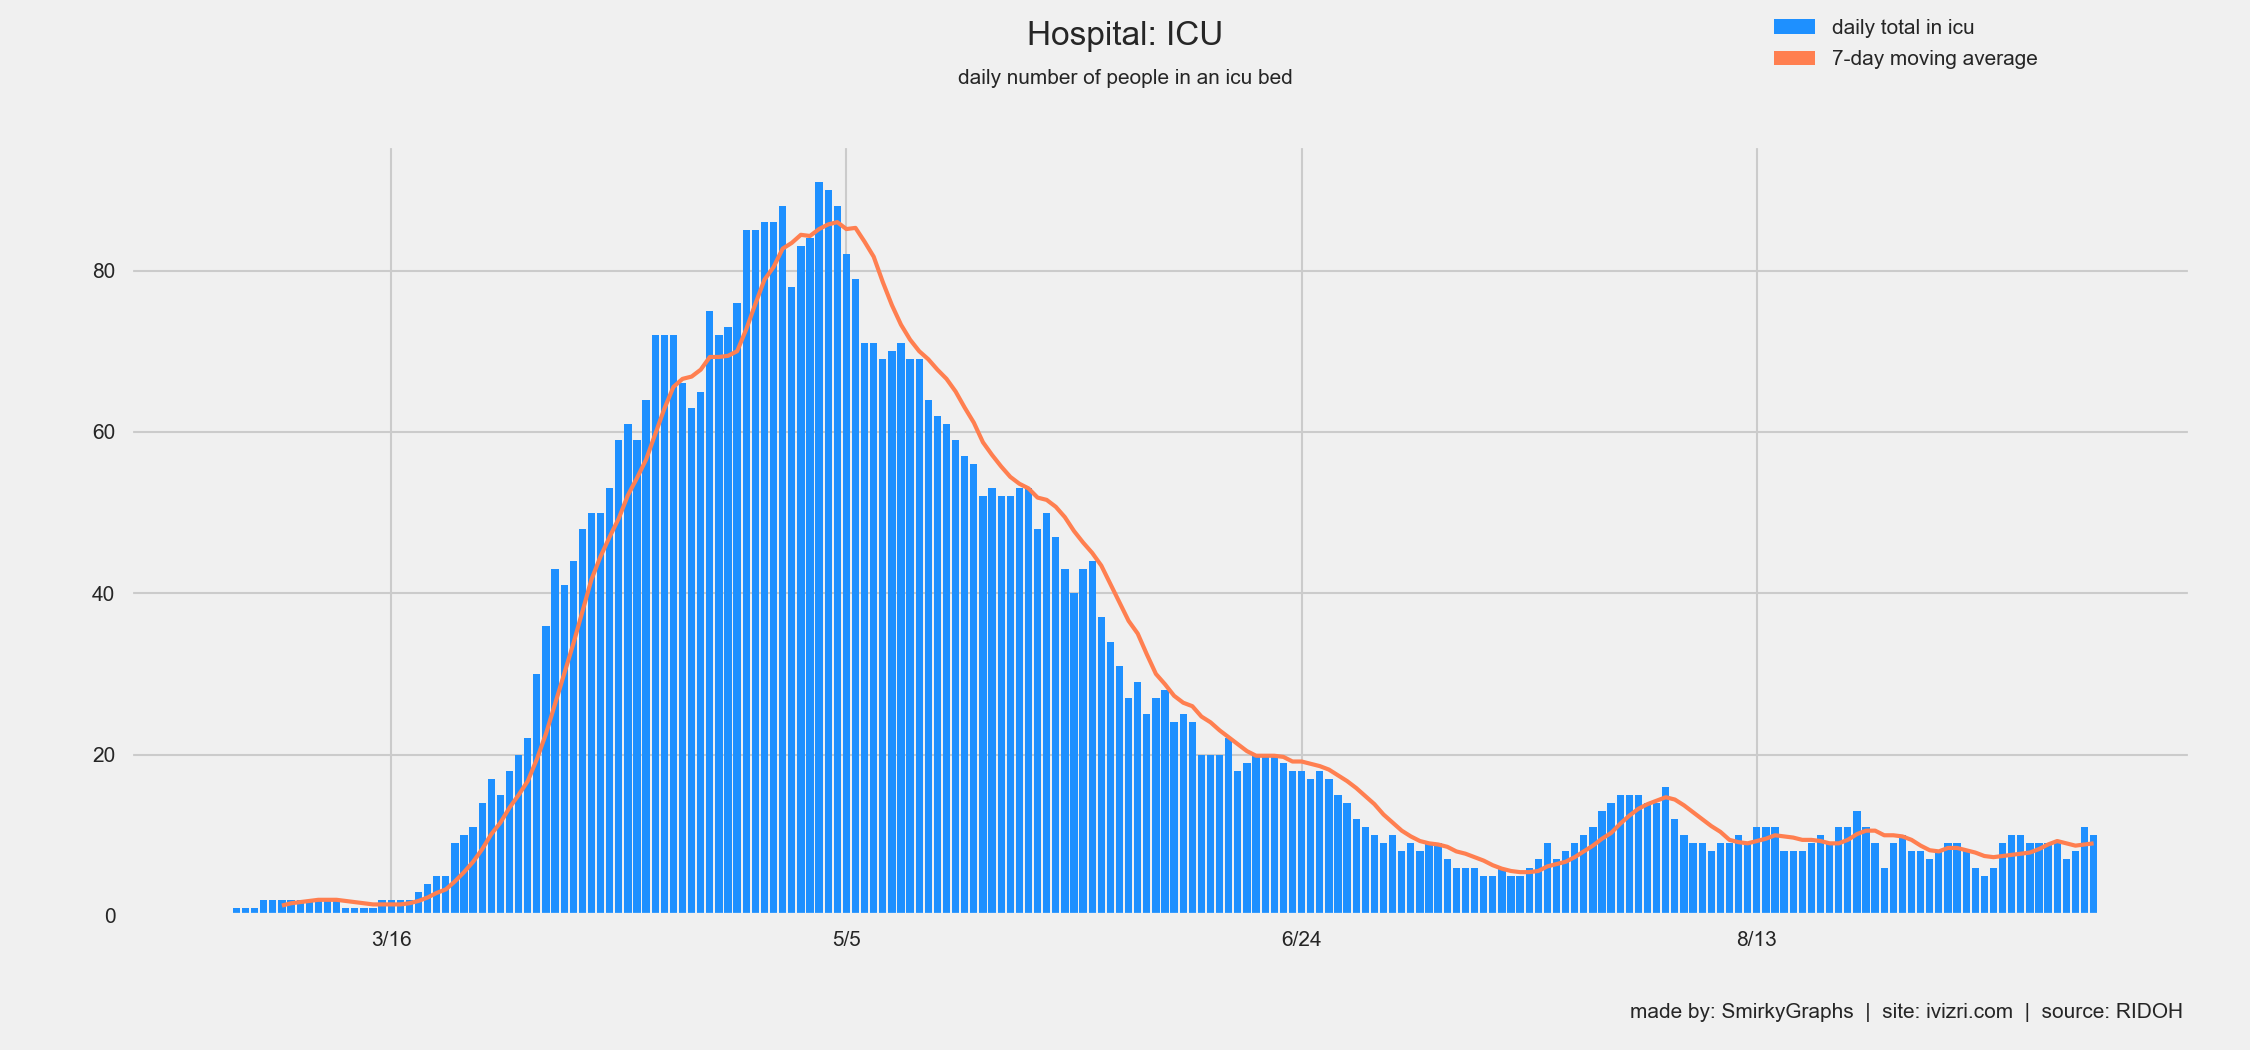 Hospital: ICU
daily number of people in an icu bed
daily total in icu
7-day moving average
80
60
40
20
0
3/16 5/5 6/24 8/13
made by: SmirkyGraphs | site: ivizri.com | source: RIDOH